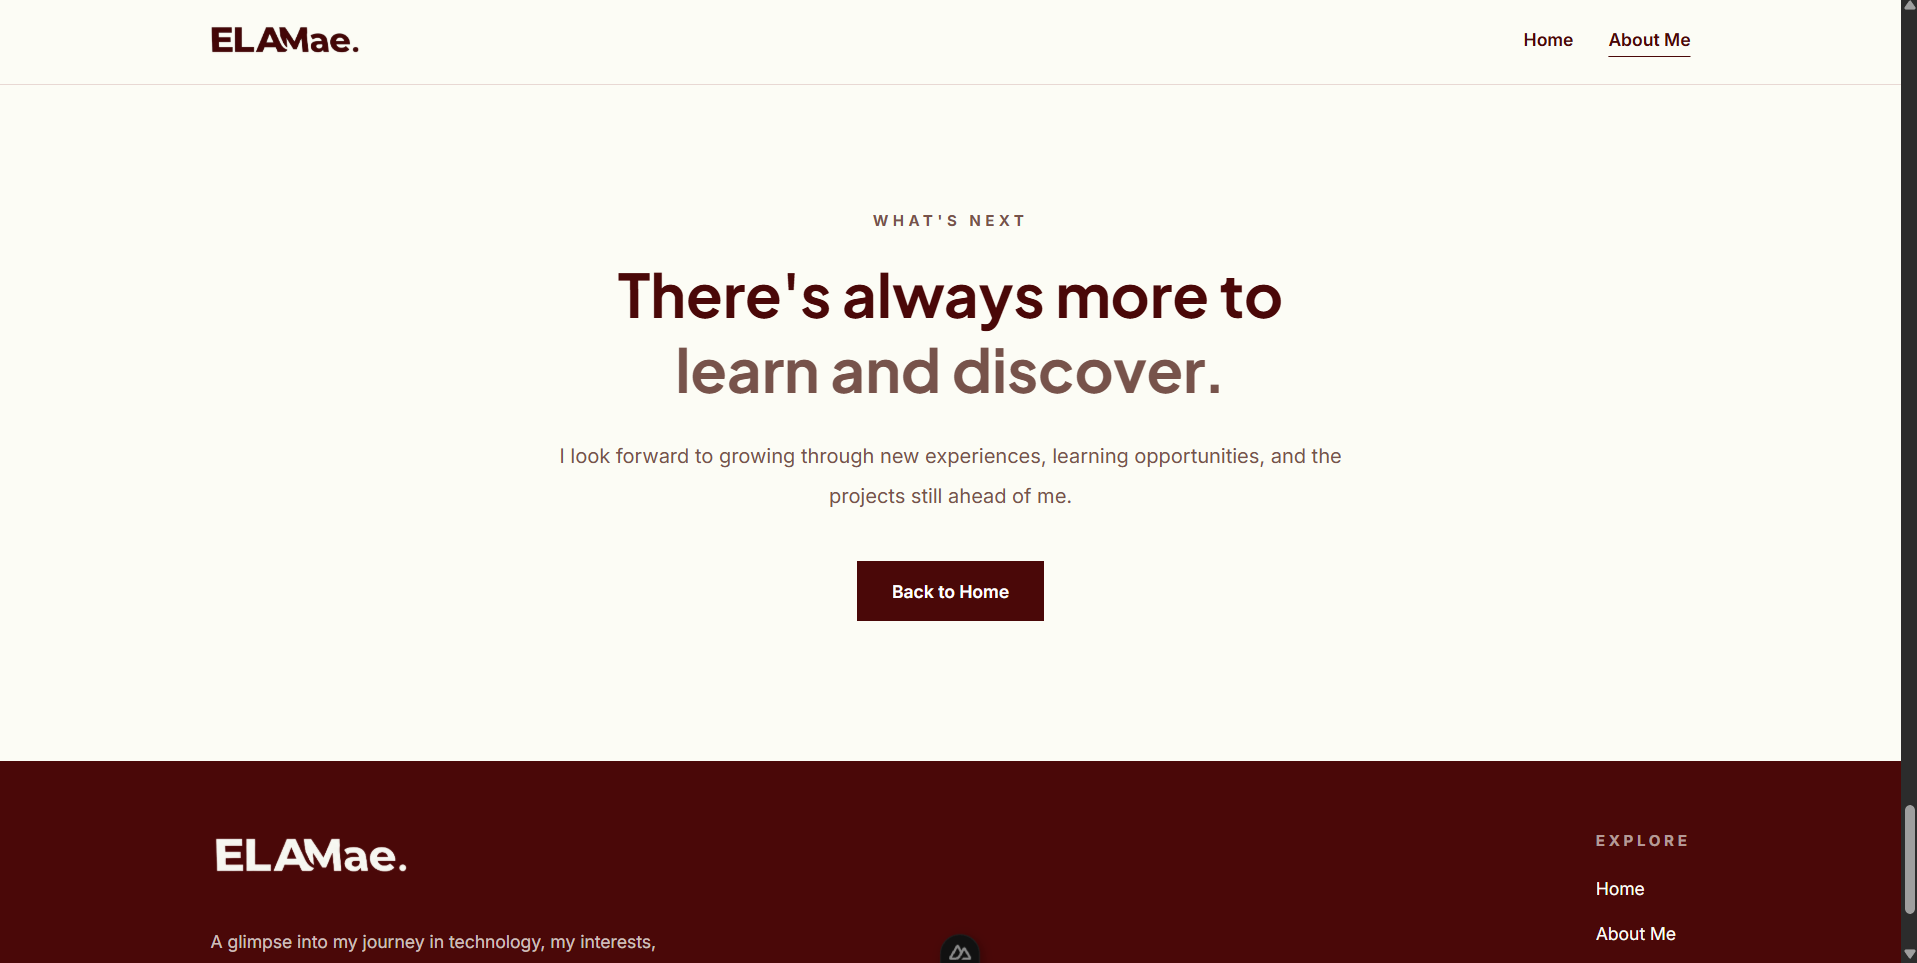 ELAMae.
Home
About Me
WHAT'S NEXT
There's always more to
learn and discover.
I look forward to growing through new experiences, learning opportunities, and the
projects still ahead of me.
Back to Home
ELAMae.
A glimpse into my journey in technology, my interests,
EXPLORE
Home
About Me